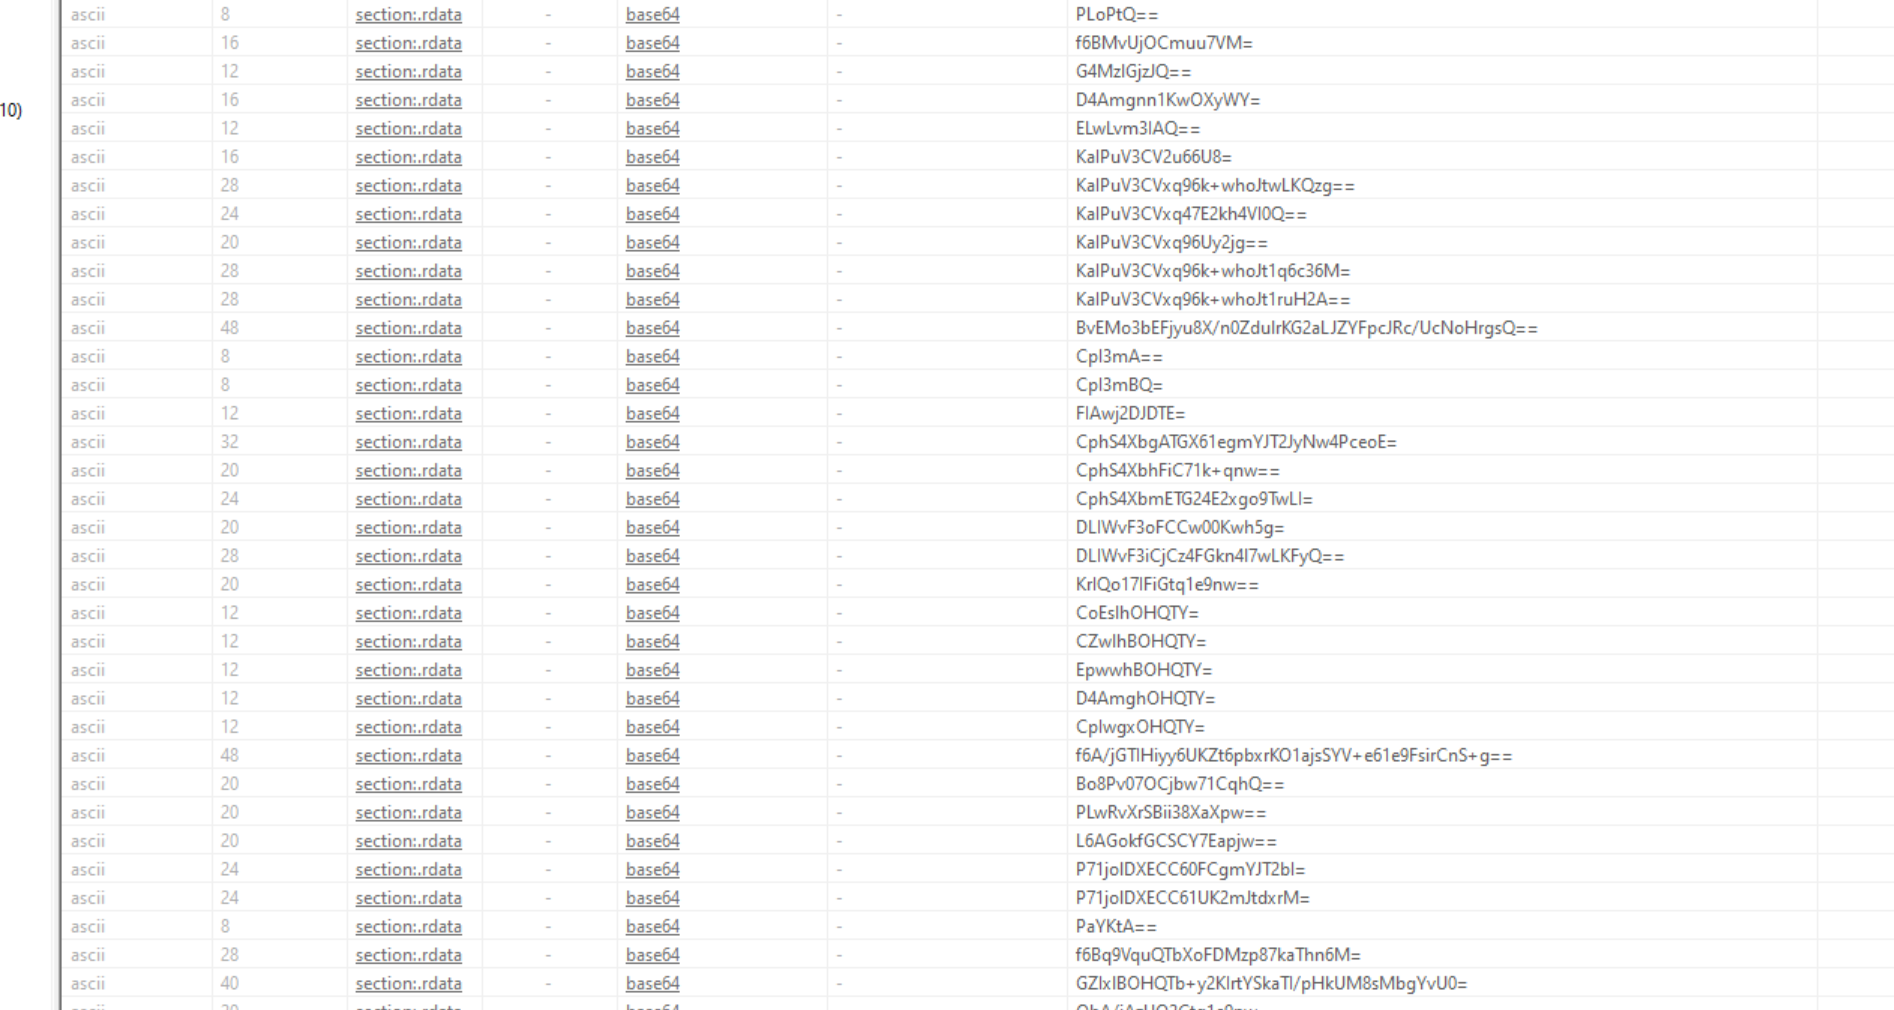 ascii 8 section:.rdata - base64 - PLoPtQ==
ascii 16 section:.rdata - base64 - f6BMvUjOCmuu7VM=
10) ascii 12 section:.rdata - base64 - G4MzIGjzJQ==
ascii 16 section:.rdata - base64 - D4Amgnn1KwOXyWY=
ascii 12 section:.rdata - base64 - ELwLvm3IAQ==
ascii 16 section:.rdata - base64 - KaIPuV3CV2u66U8=
ascii 28 section:.rdata - base64 - KaIPuV3CVxq96k+whoJtwLKQzg==
ascii 24 section:.rdata - base64 - KaIPuV3CVxq47E2kh4VI0Q==
ascii 20 section:.rdata - base64 - KaIPuV3CVxq96Uy2jg==
ascii 28 section:.rdata - base64 - KaIPuV3CVxq96k+whoJt1q6c36M=
ascii 28 section:.rdata - base64 - KaIPuV3CVxq96k+whoJt1ruH2A==
ascii 48 section:.rdata - base64 - BvEMo3bEFjyu8X/n0ZduIrKG2aLJZYFpcJRc/UcNoHrgsQ==
ascii 8 section:.rdata - base64 - CpI3mA==
ascii 8 section:.rdata - base64 - CpI3mBQ=
ascii 12 section:.rdata - base64 - FIAwj2DJDTE=
ascii 32 section:.rdata - base64 - CphS4XbgATGX61egmYJT2JyNw4PceoE=
ascii 20 section:.rdata - base64 - CphS4XbhFiC71k+qnw==
ascii 24 section:.rdata - base64 - CphS4XbmETG24E2xgo9TwLI=
ascii 20 section:.rdata - base64 - DLIWvF3oFCCw00Kwh5g=
ascii 28 section:.rdata - base64 - DLIWvF3iCjCz4FGkn4I7wLKFyQ==
ascii 20 section:.rdata - base64 - KrIQo17IFiGtq1e9nw==
ascii 12 section:.rdata - base64 - CoEsIhOHQTY=
ascii 12 section:.rdata - base64 - CZwIhBOHQTY=
ascii 12 section:.rdata - base64 - EpwwhBOHQTY=
ascii 12 section:.rdata - base64 - D4AmghOHQTY=
ascii 12 section:.rdata - base64 - CpIwgxOHQTY=
ascii 48 section:.rdata - base64 - f6A/jGTIHiyy6UKZt6pbxrKO1ajsSYV+e61e9FsirCnS+g==
ascii 20 section:.rdata - base64 - Bo8Pv07OCjbw71CqhQ==
ascii 20 section:.rdata - base64 - PLwRvXrSBii38XaXpw==
ascii 20 section:.rdata - base64 - L6AGokfGCSCY7Eapjw==
ascii 24 section:.rdata - base64 - P71joIDXECC60FCgmYJT2bI=
ascii 24 section:.rdata - base64 - P71joIDXECC61UK2mJtdxrM=
ascii 8 section:.rdata - base64 - PaYKtA==
ascii 28 section:.rdata - base64 - f6Bq9VquQTbXoFDMzp87kaThn6M=
ascii 40 section:.rdata - base64 - GZIxIBOHQTb+y2KIrtYSkaTl/pHkUM8sMbgYvU0=